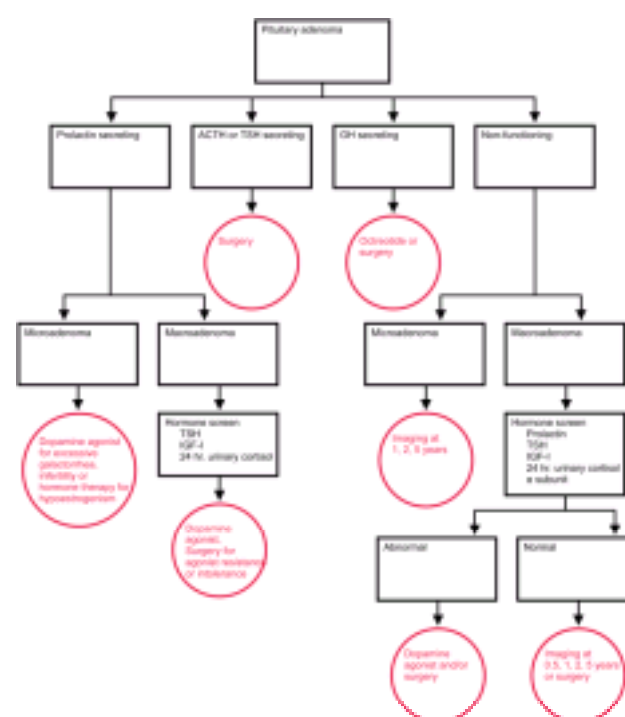 Pituitary adenoma
Prolactin secreting
ACTH or TSH secreting
GH secreting
Non-functioning
Surgery
Octreotide or
surgery
Microadenoma
Macroadenoma
Microadenoma
Macroadenoma
Dopamine agonist
for excessive
galactorrhea,
infertility or
hormone therapy for
hypoestrogenism
Hormone screen
TSH
IGF-I
24 hr. urinary cortisol
Imaging at
1, 2, 5 years
Hormone screen
Prolactin
TSH
IGF-I
24 hr. urinary cortisol
α subunit
Dopamine
agonist,
Surgery for
agonist resistance
or intolerance
Abnormal
Normal
Dopamine
agonist and/or
surgery
Imaging at
0.5, 1, 2, 5 years
or surgery